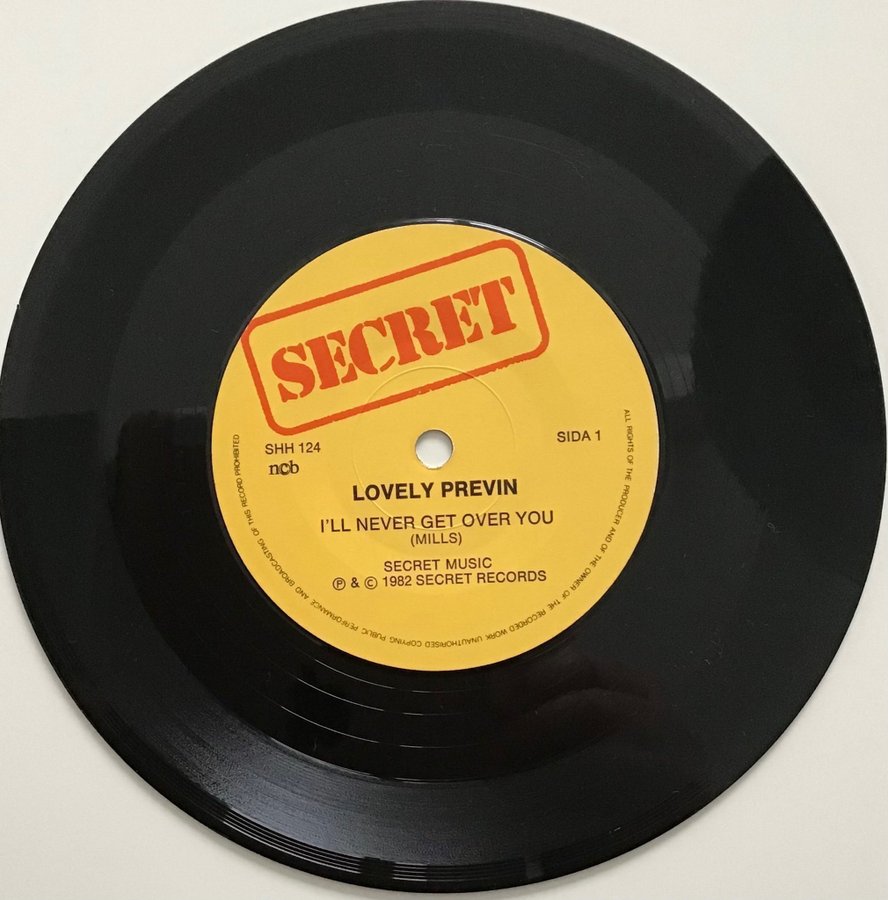 SECRET
SHH 124
SIDA 1
ncb
LOVELY PREVIN
I'LL NEVER GET OVER YOU
(MILLS)
SECRET MUSIC
Ⓟ & © 1982 SECRET RECORDS
ALL RIGHTS OF THE PRODUCER AND OF THE OWNER OF THE RECORDED WORK UNAUTHORISED COPYING PUBLIC PERFORMANCE AND BROADCASTING OF THIS RECORD PROHIBITED